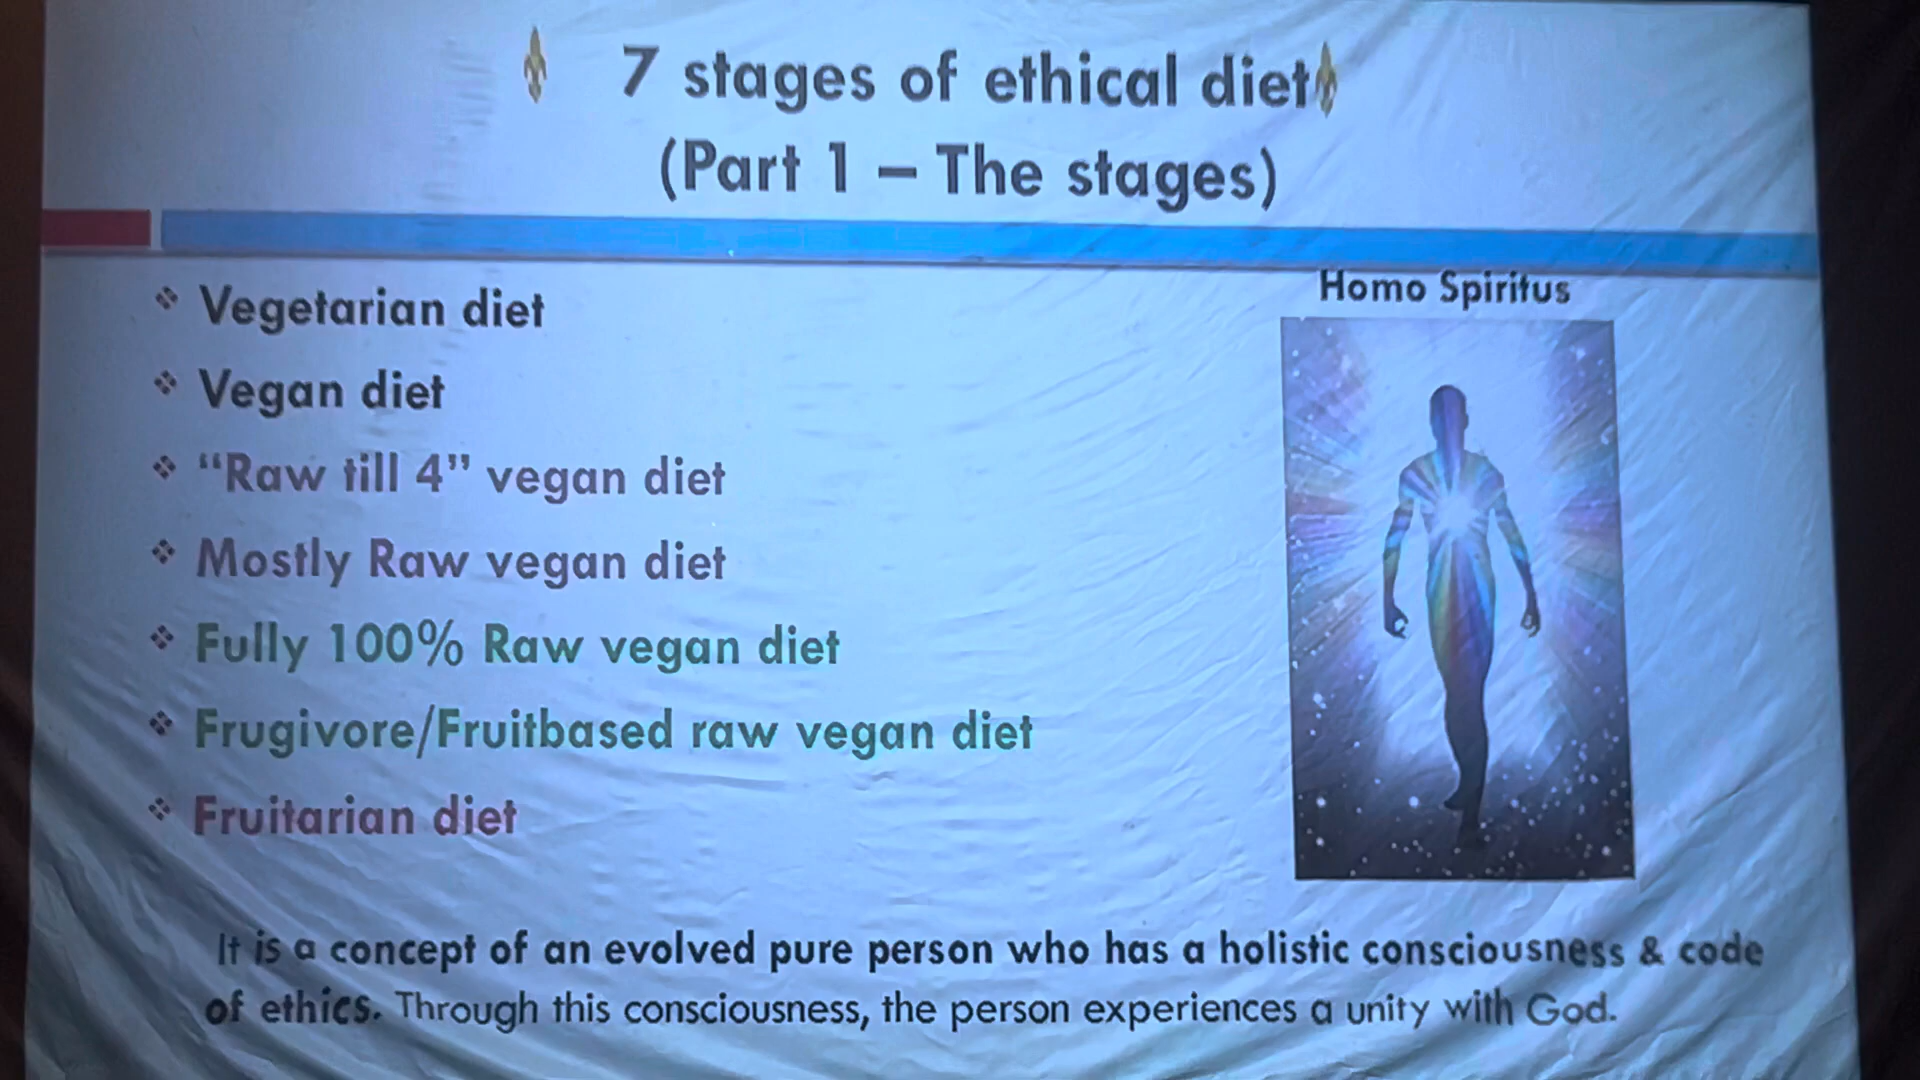 7 stages of ethical diet
(Part 1 – The stages)
Homo Spiritus
Vegetarian diet
Vegan diet
“Raw till 4” vegan diet
Mostly Raw vegan diet
Fully 100% Raw vegan diet
Frugivore/Fruitbased raw vegan diet
Fruitarian diet
It is a concept of an evolved pure person who has a holistic consciousness & code
of ethics. Through this consciousness, the person experiences a unity with God.